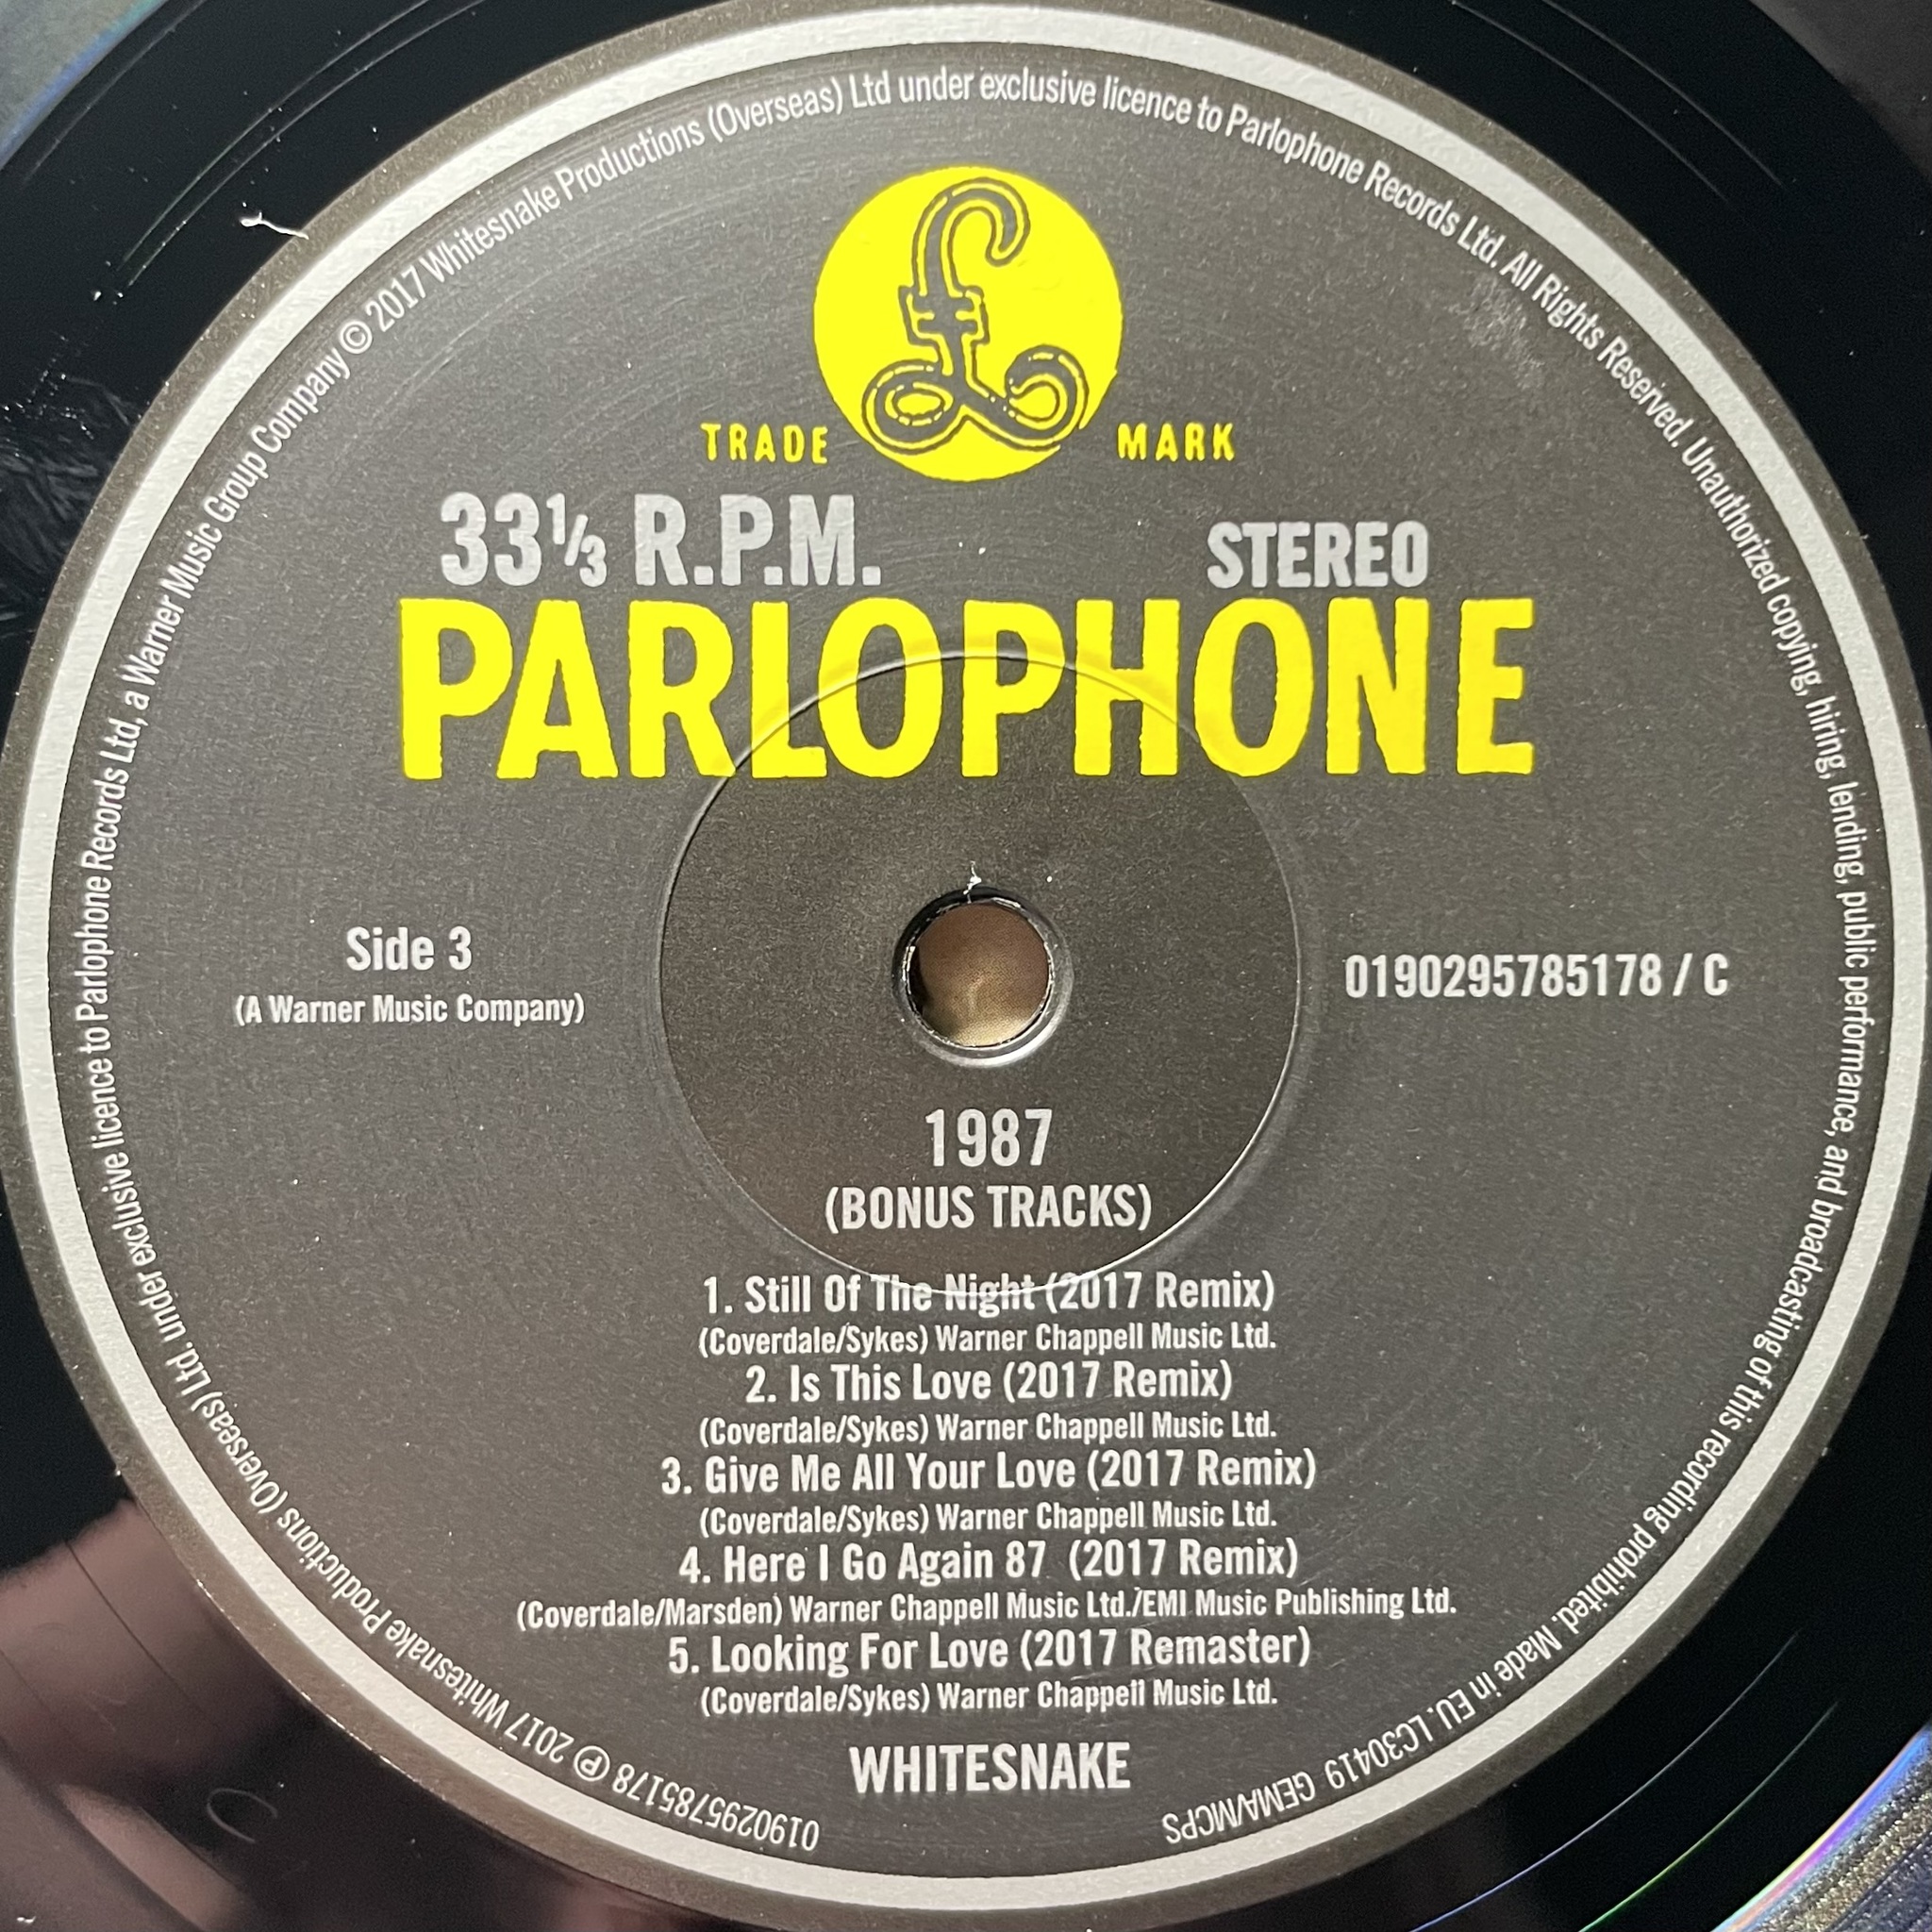 0190295785178 ℗ 2017 Whitesnake Productions (Overseas) Ltd. under exclusive licence to Parlophone Records Ltd, a Warner Music Group Company © 2017 Whitesnake Productions (Overseas) Ltd under exclusive licence to Parlophone Records Ltd. All Rights Reserved. Unauthorized copying, hiring, lending, public performance, and broadcasting of this recording prohibited. Made in EU. LC30419 GEMA/MCPS
£
TRADE MARK
33⅓ R.P.M. STEREO
PARLOPHONE
Side 3
(A Warner Music Company)
0190295785178 / C
1987
(BONUS TRACKS)
1. Still Of The Night (2017 Remix)
(Coverdale/Sykes) Warner Chappell Music Ltd.
2. Is This Love (2017 Remix)
(Coverdale/Sykes) Warner Chappell Music Ltd.
3. Give Me All Your Love (2017 Remix)
(Coverdale/Sykes) Warner Chappell Music Ltd.
4. Here I Go Again 87 (2017 Remix)
(Coverdale/Marsden) Warner Chappell Music Ltd./EMI Music Publishing Ltd.
5. Looking For Love (2017 Remaster)
(Coverdale/Sykes) Warner Chappell Music Ltd.
WHITESNAKE